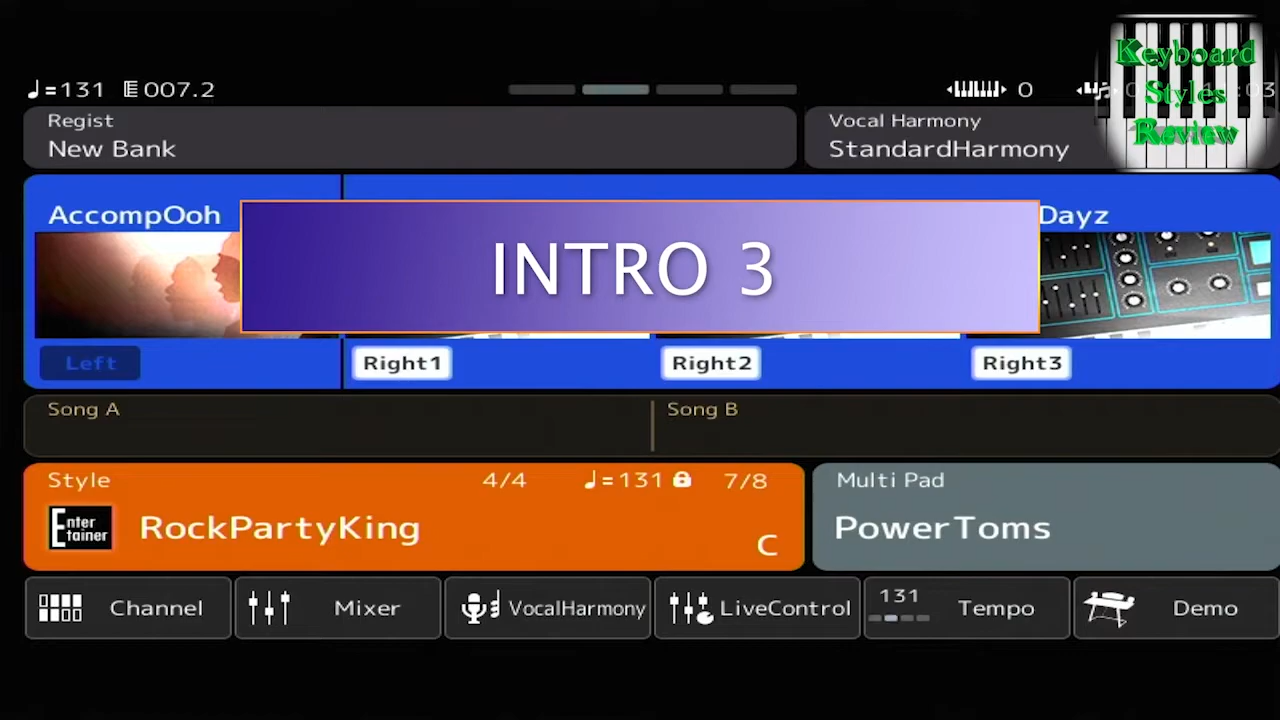 ♩=131 007.2
0
Keyboard
Styles
Review
Regist
New Bank
Vocal Harmony
StandardHarmony
AccompOoh
Dayz
INTRO 3
Left
Right1
Right2
Right3
Song A
Song B
Style 4/4 ♩=131 7/8
Entertainer
RockPartyKing
C
Multi Pad
PowerToms
Channel
Mixer
VocalHarmony
LiveControl
131
Tempo
Demo